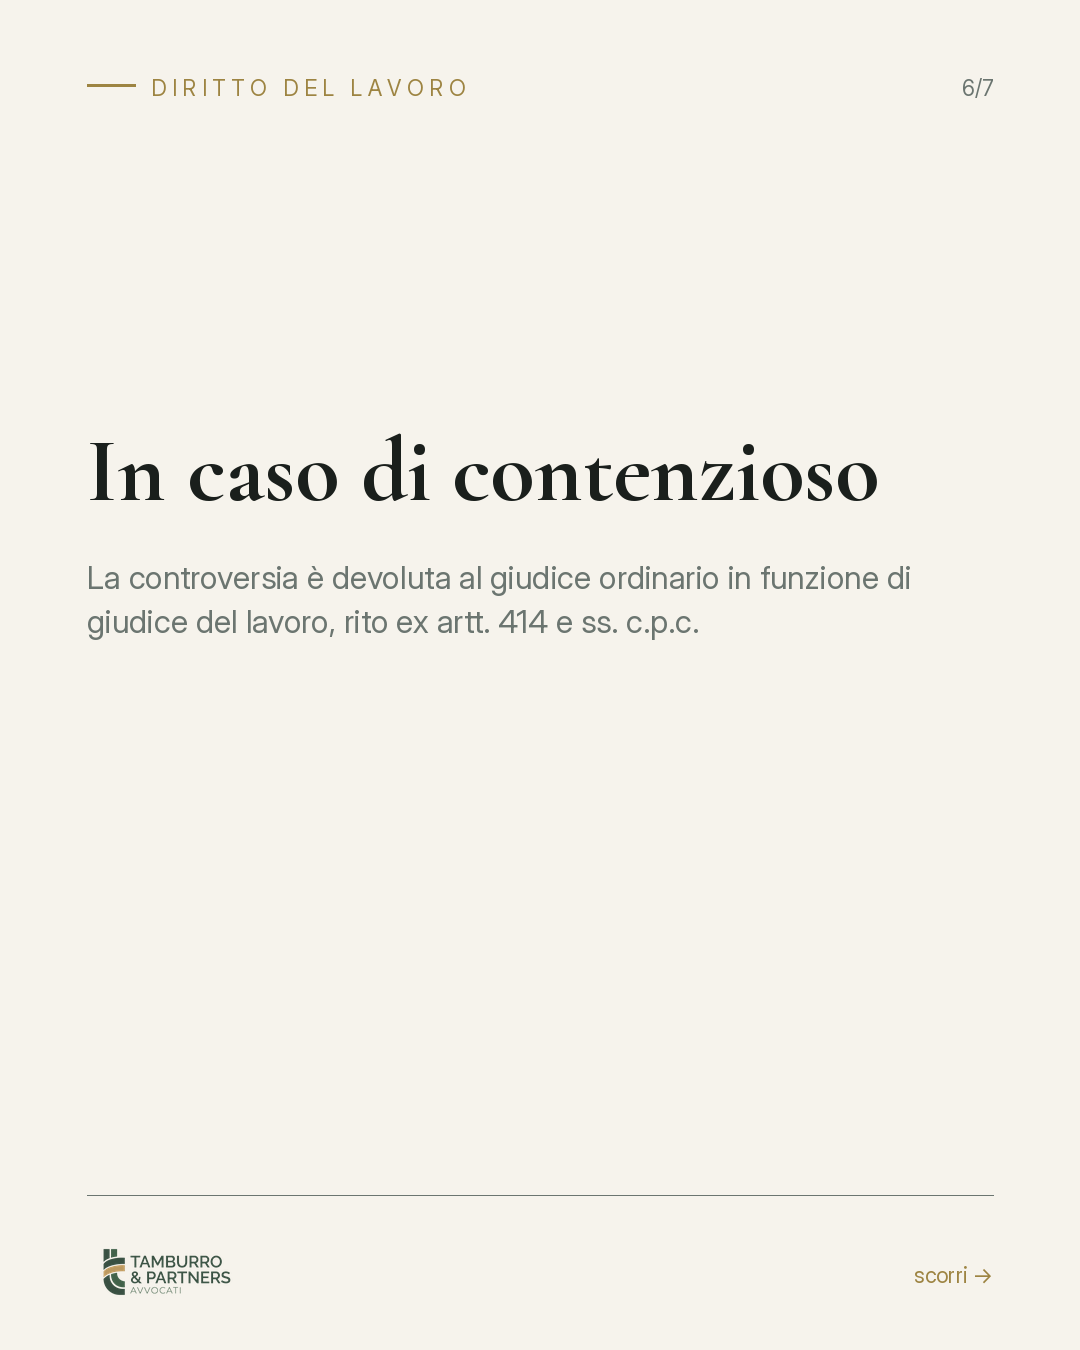 DIRITTO DEL LAVORO
6/7
In caso di contenzioso
La controversia è devoluta al giudice ordinario in funzione di
giudice del lavoro, rito ex artt. 414 e ss. c.p.c.
TAMBURRO
& PARTNERS
AVVOCATI
scorri →